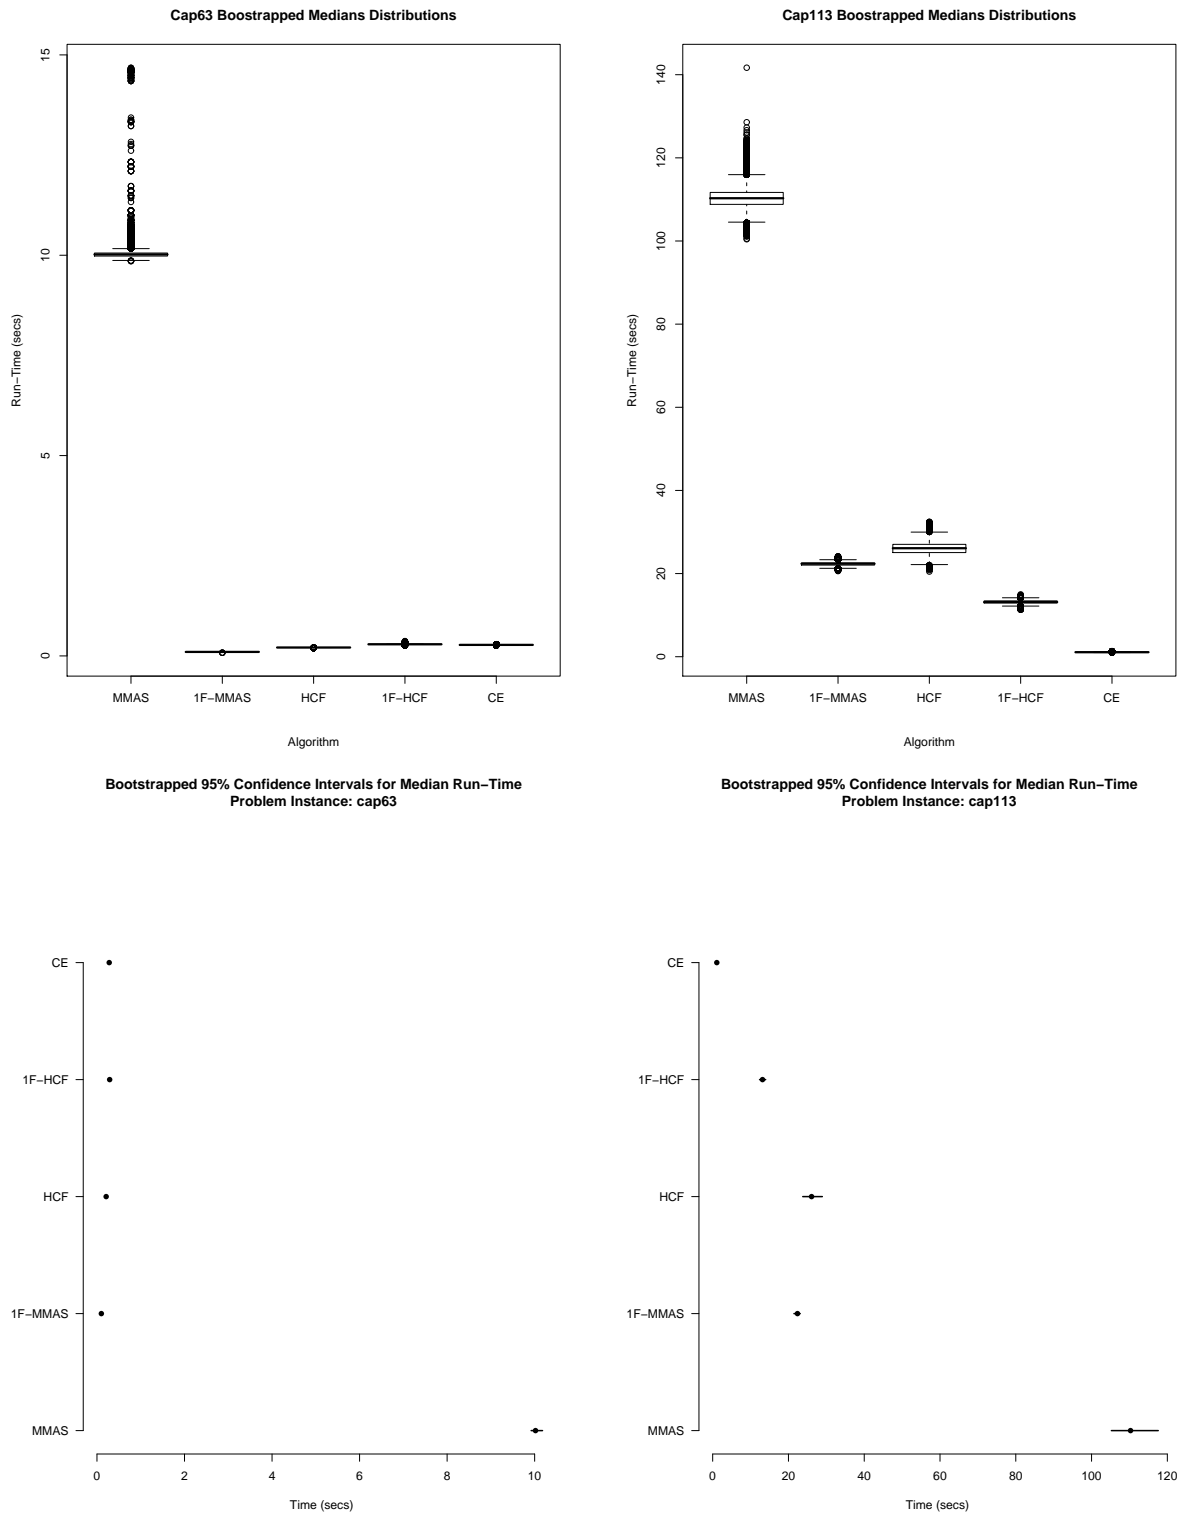 Cap63 Boostrapped Medians Distributions
15
10
5
0
Run−Time (secs)
MMAS 1F−MMAS HCF 1F−HCF CE
Algorithm
Cap113 Boostrapped Medians Distributions
140
120
100
80
60
40
20
0
Run−Time (secs)
MMAS 1F−MMAS HCF 1F−HCF CE
Algorithm
Bootstrapped 95% Confidence Intervals for Median Run−Time
Problem Instance: cap63
CE
1F−HCF
HCF
1F−MMAS
MMAS
0 2 4 6 8 10
Time (secs)
Bootstrapped 95% Confidence Intervals for Median Run−Time
Problem Instance: cap113
CE
1F−HCF
HCF
1F−MMAS
MMAS
0 20 40 60 80 100 120
Time (secs)